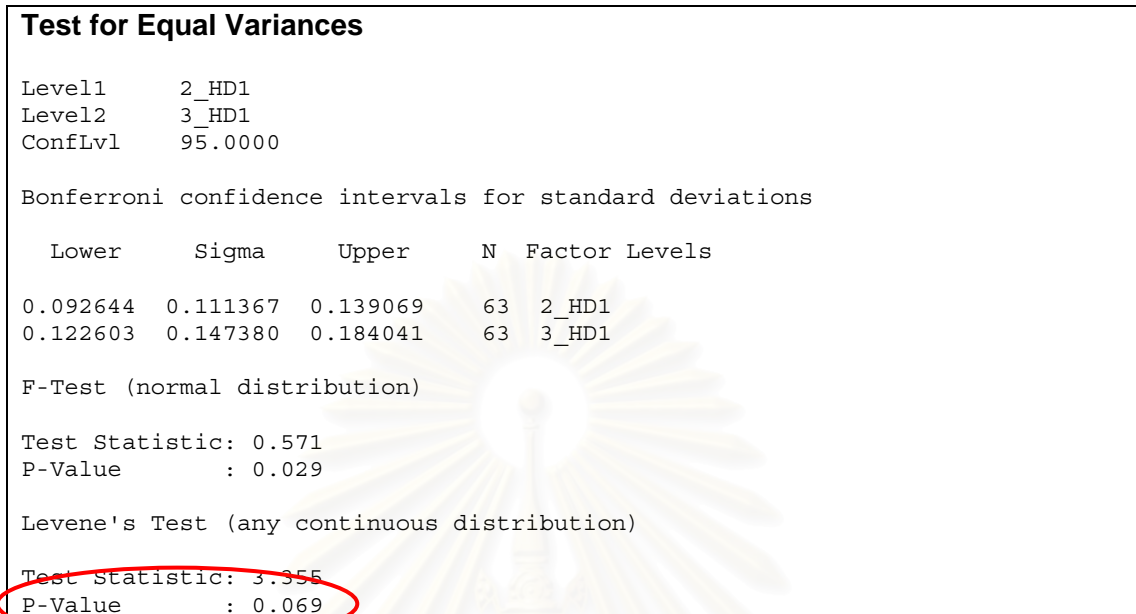 Test for Equal Variances
Level1 2_HD1
Level2 3_HD1
ConfLvl 95.0000
Bonferroni confidence intervals for standard deviations
Lower Sigma Upper N Factor Levels
0.092644 0.111367 0.139069 63 2_HD1
0.122603 0.147380 0.184041 63 3_HD1
F-Test (normal distribution)
Test Statistic: 0.571
P-Value : 0.029
Levene's Test (any continuous distribution)
Test Statistic: 3.355
P-Value : 0.069